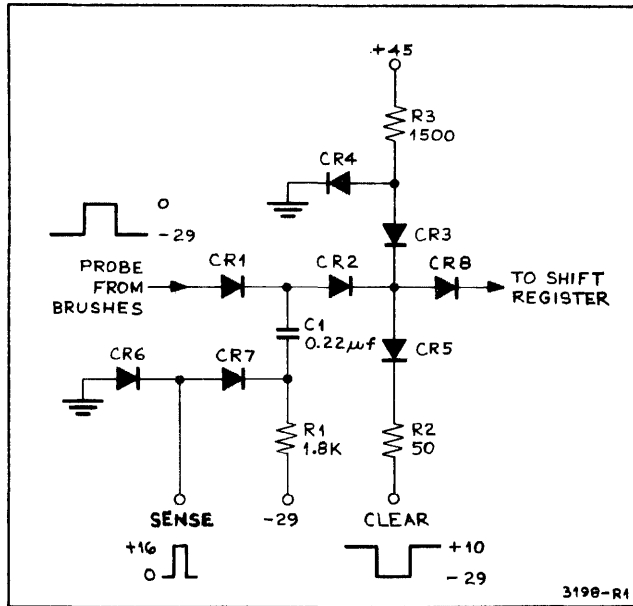 +45
R3
1500
CR4
0
-29
CR3
PROBE
FROM
BRUSHES
CR1
CR2
CR8
TO SHIFT
REGISTER
C1
0.22µf
CR5
CR6
CR7
R1
1.8K
R2
50
SENSE
-29
CLEAR
+16
0
+10
-29
3198-R1